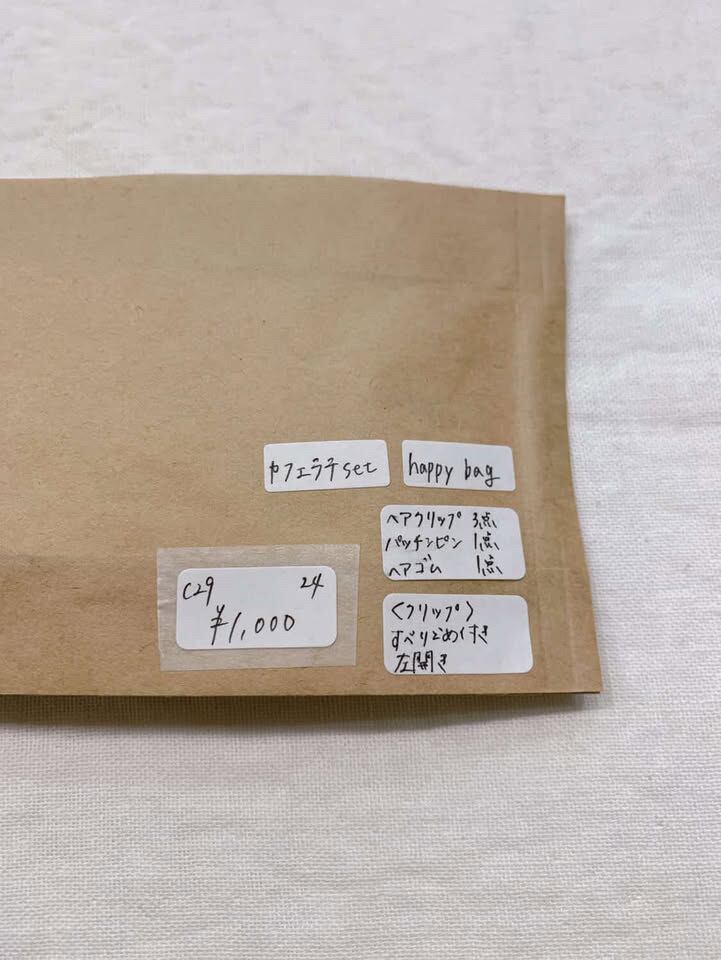 カフェラテset
happy bag
ヘアクリップ 3点
パッチンピン 1点
ヘアゴム 1点
〈クリップ〉
すべりどめ付き
左開き
C29 24
¥1,000